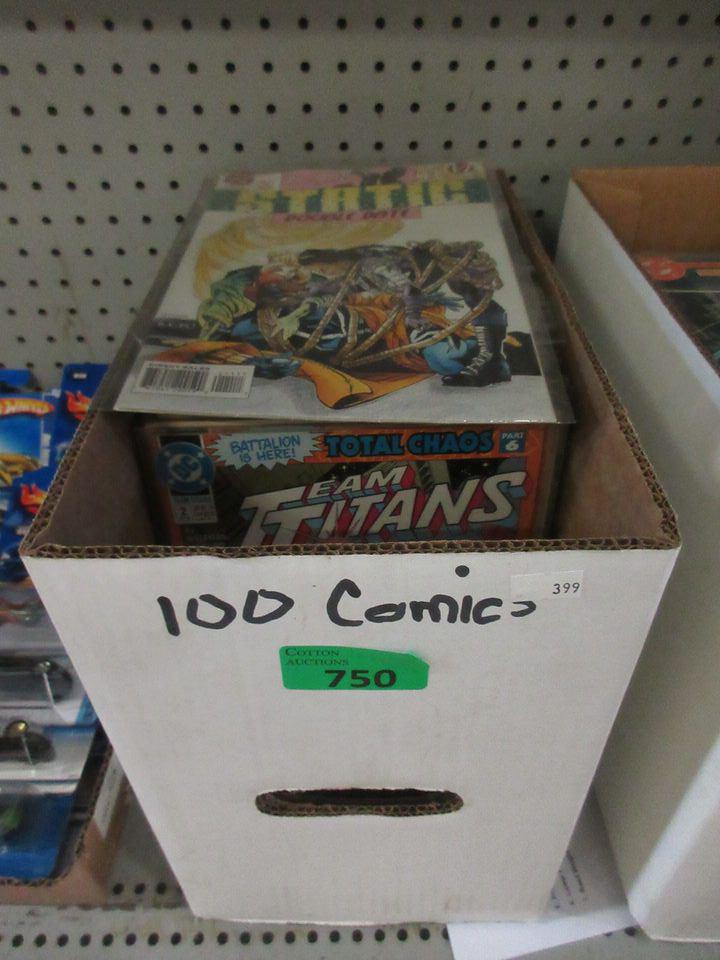 STATIC
DOUBLE DATE
BATTALION
IS HERE!
TOTAL CHAOS
PART
6
DC
2
TEAM
TITANS
100 Comics
399
COTTON
AUCTIONS
750